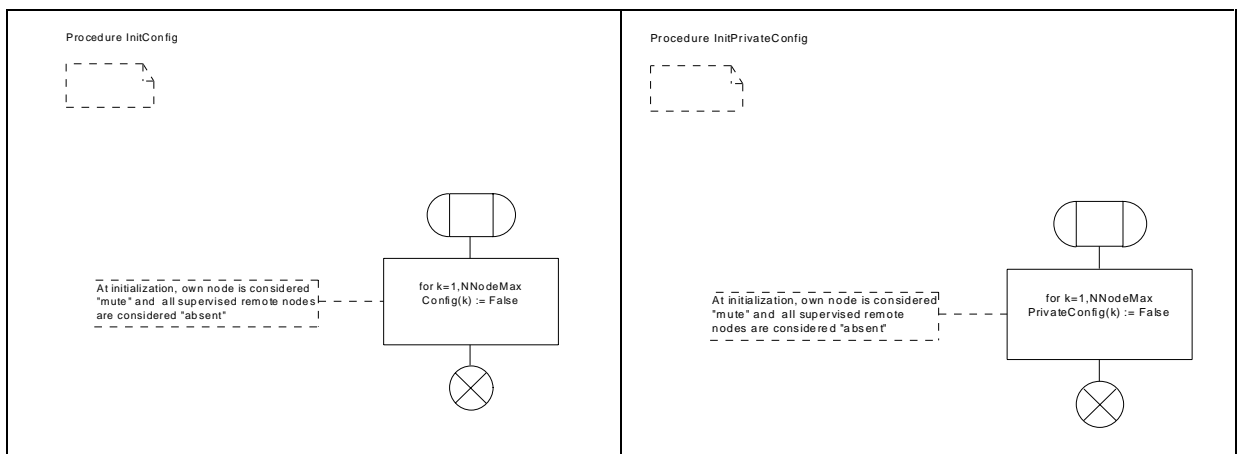 Procedure InitConfig
At initialization, own node is considered
"mute" and all supervised remote nodes
are considered "absent"
for k=1,NNodeMax
Config(k) := False
Procedure InitPrivateConfig
At initialization, own node is considered
"mute" and all supervised remote
nodes are considered "absent"
for k=1,NNodeMax
PrivateConfig(k) := False